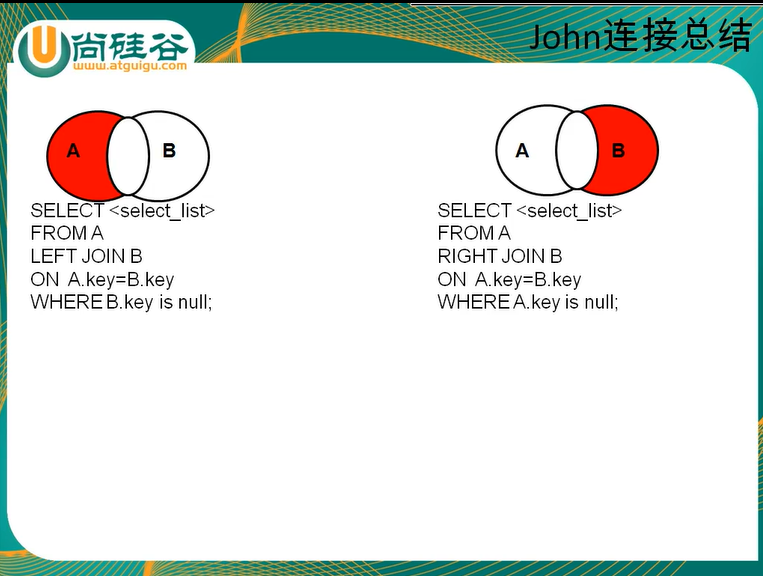 尚硅谷
www.atguigu.com
John连接总结
A
B
SELECT <select_list>
FROM A
LEFT JOIN B
ON A.key=B.key
WHERE B.key is null;
A
B
SELECT <select_list>
FROM A
RIGHT JOIN B
ON A.key=B.key
WHERE A.key is null;